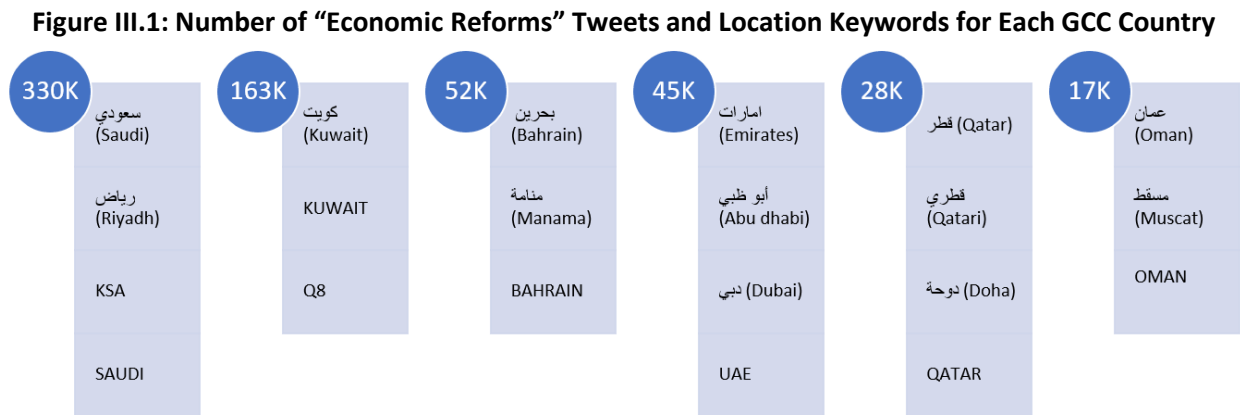 Figure III.1: Number of “Economic Reforms” Tweets and Location Keywords for Each GCC Country
330K
سعودي
(Saudi)
رياض
(Riyadh)
KSA
SAUDI
163K
كويت
(Kuwait)
KUWAIT
Q8
52K
بحرين
(Bahrain)
منامة
(Manama)
BAHRAIN
45K
امارات
(Emirates)
أبو ظبي
(Abu dhabi)
دبي (Dubai)
UAE
28K
قطر (Qatar)
قطري
(Qatari)
دوحة (Doha)
QATAR
17K
عمان
(Oman)
مسقط
(Muscat)
OMAN